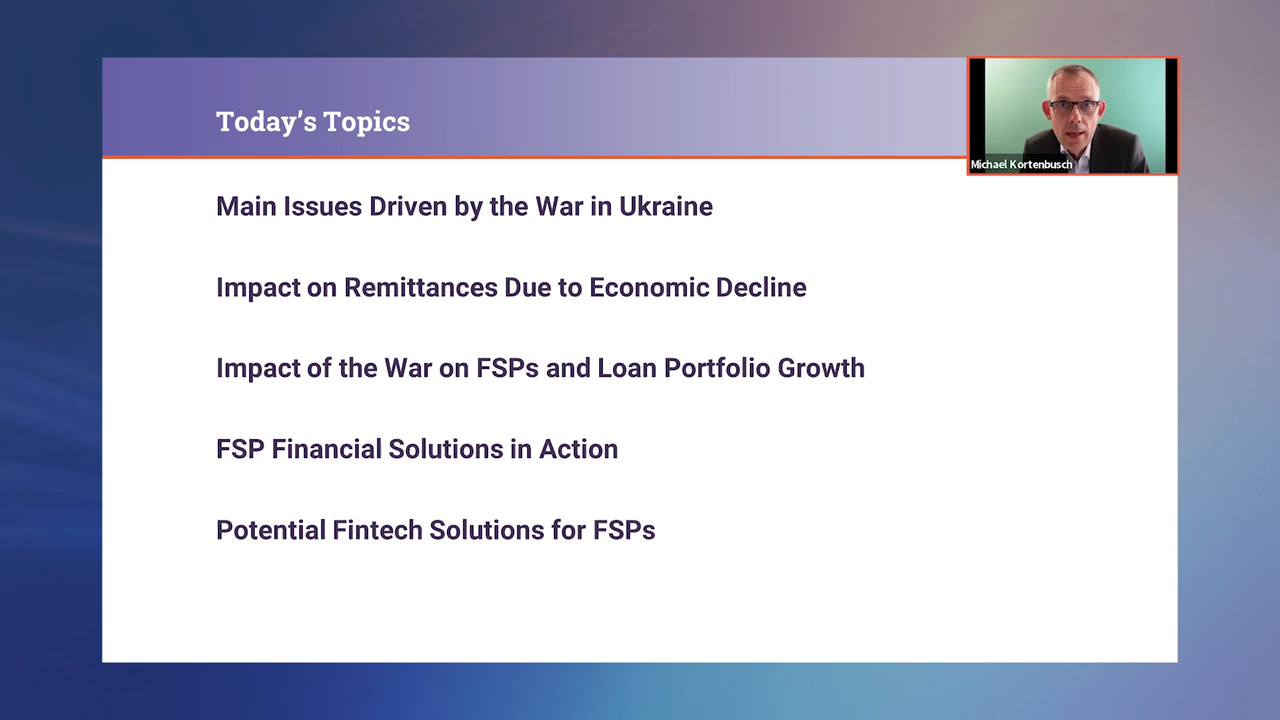 Today's Topics
Michael Kortenbusch
Main Issues Driven by the War in Ukraine
Impact on Remittances Due to Economic Decline
Impact of the War on FSPs and Loan Portfolio Growth
FSP Financial Solutions in Action
Potential Fintech Solutions for FSPs